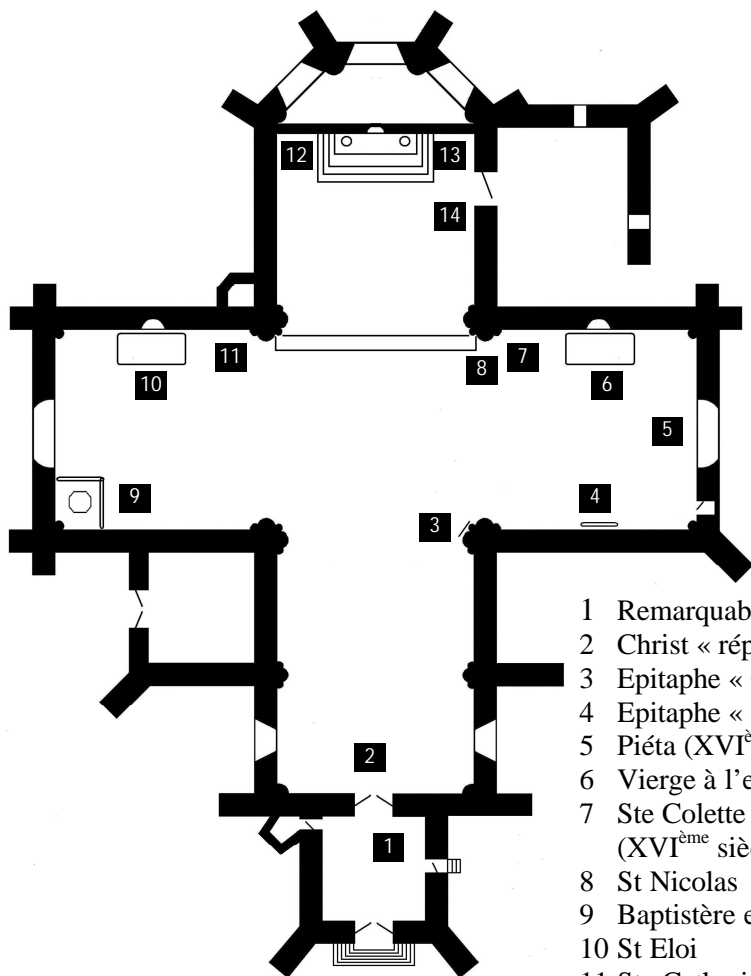 12
13
14
11
8
7
10
6
5
9
4
3
2
1
1 Remarquab
2 Christ « rép
3 Epitaphe «
4 Epitaphe «
5 Piéta (XVIè
6 Vierge à l’e
7 Ste Colette
(XVIème siè
8 St Nicolas
9 Baptistère e
10 St Eloi